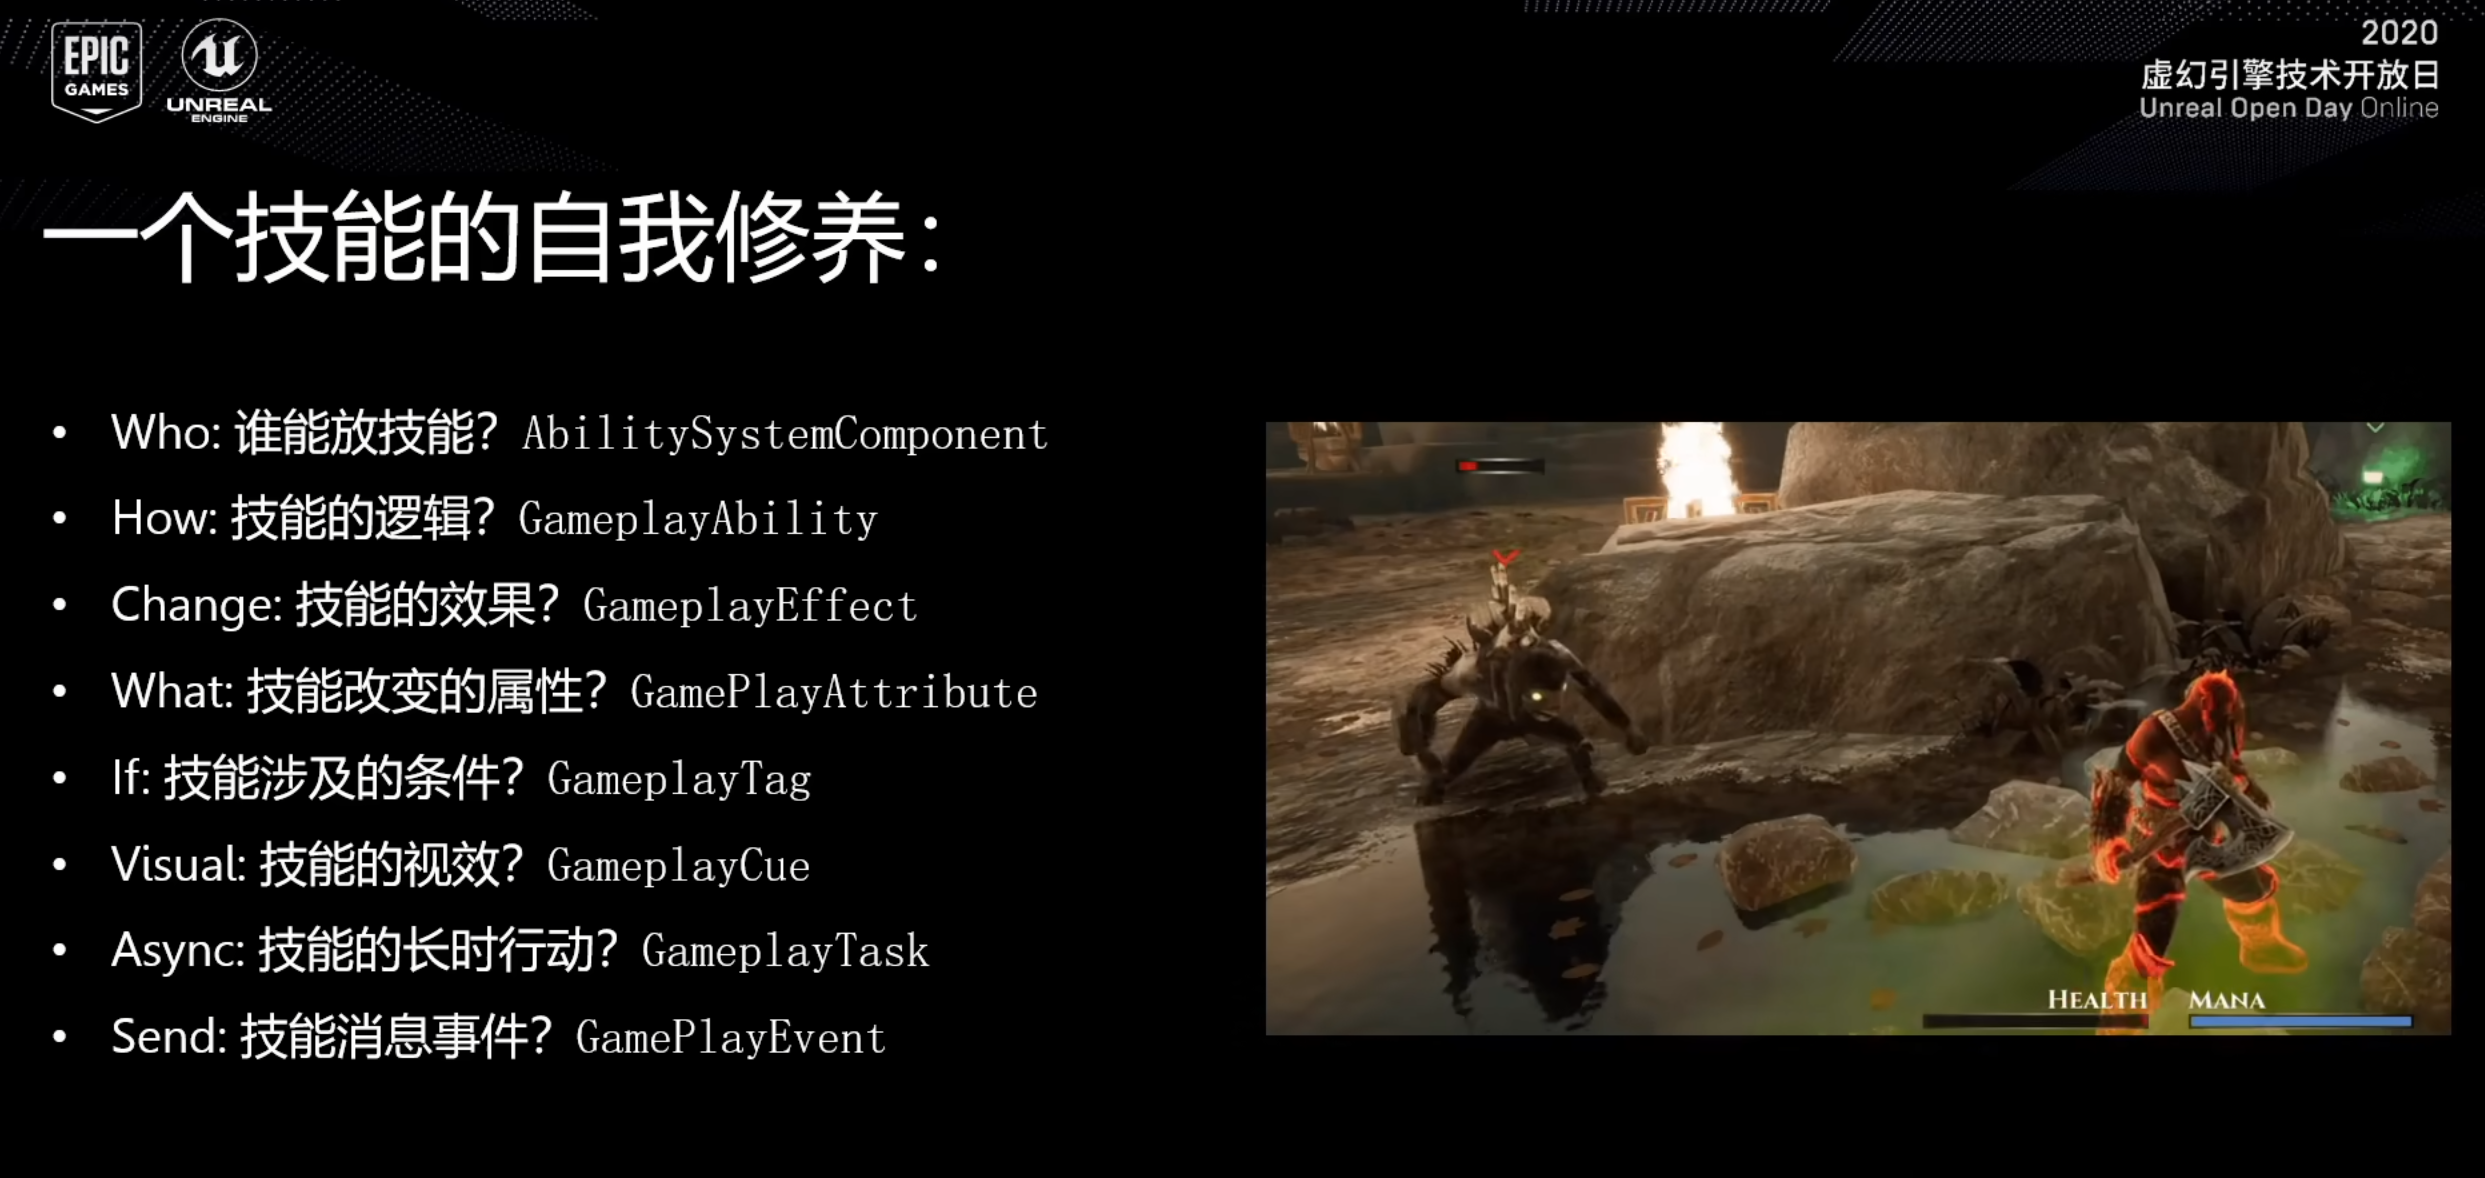 EPIC
GAMES
UNREAL
ENGINE
2020
虚幻引擎技术开放日
Unreal Open Day Online
一个技能的自我修养：
• Who: 谁能放技能？AbilitySystemComponent
• How: 技能的逻辑？GameplayAbility
• Change: 技能的效果？GameplayEffect
• What: 技能改变的属性？GamePlayAttribute
• If: 技能涉及的条件？GameplayTag
• Visual: 技能的视效？GameplayCue
• Async: 技能的长时行动？GameplayTask
• Send: 技能消息事件？GamePlayEvent
HEALTH MANA